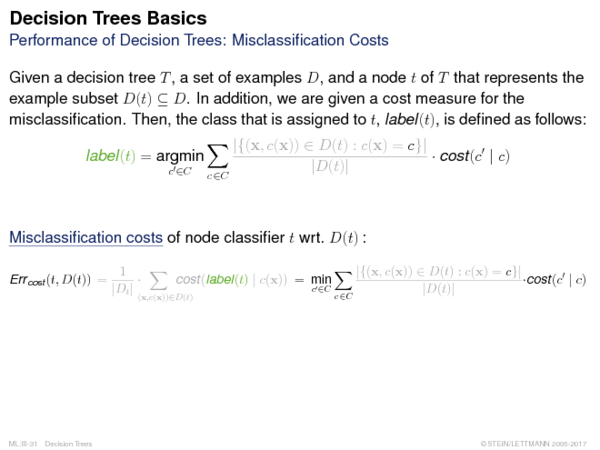 Decision Trees Basics
Performance of Decision Trees: Misclassification Costs
Given a decision tree T, a set of examples D, and a node t of T that represents the
example subset D(t) ⊆ D. In addition, we are given a cost measure for the
misclassification. Then, the class that is assigned to t, label(t), is defined as follows:
label(t) = argmin_{c′∈C} ∑_{c∈C} |{(x, c(x)) ∈ D(t) : c(x) = c}| / |D(t)| · cost(c′ | c)
Misclassification costs of node classifier t wrt. D(t) :
Err_cost(t, D(t)) = 1/|D_t| · ∑_{(x,c(x))∈D(t)} cost(label(t) | c(x)) = min_{c′∈C} ∑_{c∈C} |{(x, c(x)) ∈ D(t) : c(x) = c}| / |D(t)| · cost(c′ | c)
ML:III-31 Decision Trees © STEIN/LETTMANN 2005-2017